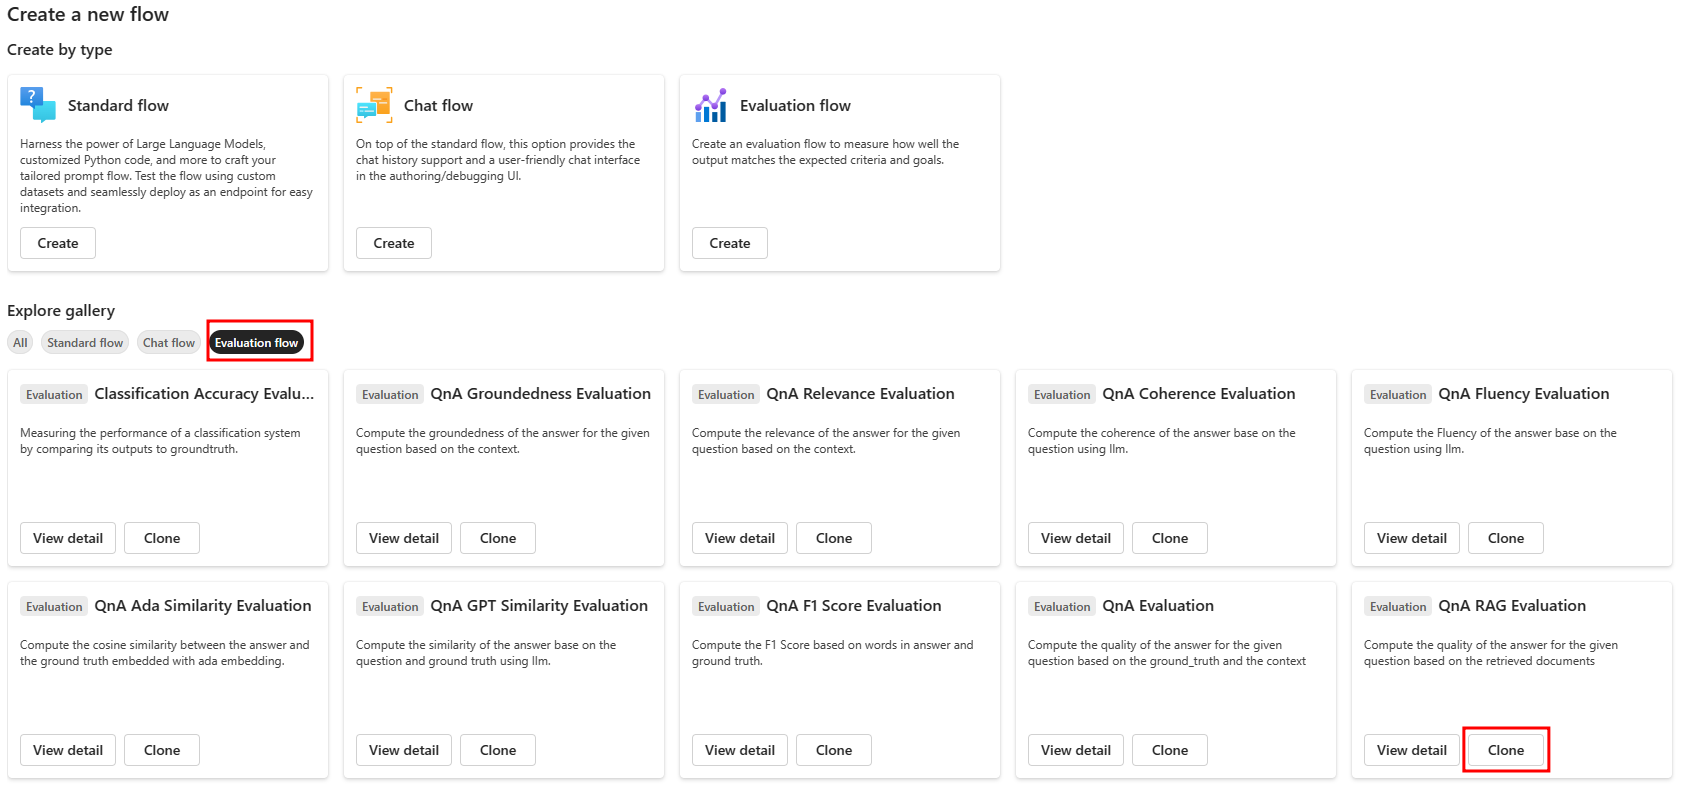 Create a new flow
Create by type
?
Standard flow
Harness the power of Large Language Models,
customized Python code, and more to craft your
tailored prompt flow. Test the flow using custom
datasets and seamlessly deploy as an endpoint for easy
integration.
Create
Chat flow
On top of the standard flow, this option provides the
chat history support and a user-friendly chat interface
in the authoring/debugging UI.
Create
Evaluation flow
Create an evaluation flow to measure how well the
output matches the expected criteria and goals.
Create
Explore gallery
All Standard flow Chat flow Evaluation flow
Evaluation Classification Accuracy Evalu...
Measuring the performance of a classification system
by comparing its outputs to groundtruth.
View detail Clone
Evaluation QnA Groundedness Evaluation
Compute the groundedness of the answer for the given
question based on the context.
View detail Clone
Evaluation QnA Relevance Evaluation
Compute the relevance of the answer for the given
question based on the context.
View detail Clone
Evaluation QnA Coherence Evaluation
Compute the coherence of the answer base on the
question using llm.
View detail Clone
Evaluation QnA Fluency Evaluation
Compute the Fluency of the answer base on the
question using llm.
View detail Clone
Evaluation QnA Ada Similarity Evaluation
Compute the cosine similarity between the answer and
the ground truth embedded with ada embedding.
View detail Clone
Evaluation QnA GPT Similarity Evaluation
Compute the similarity of the answer base on the
question and ground truth using llm.
View detail Clone
Evaluation QnA F1 Score Evaluation
Compute the F1 Score based on words in answer and
ground truth.
View detail Clone
Evaluation QnA Evaluation
Compute the quality of the answer for the given
question based on the ground_truth and the context
View detail Clone
Evaluation QnA RAG Evaluation
Compute the quality of the answer for the given
question based on the retrieved documents
View detail Clone